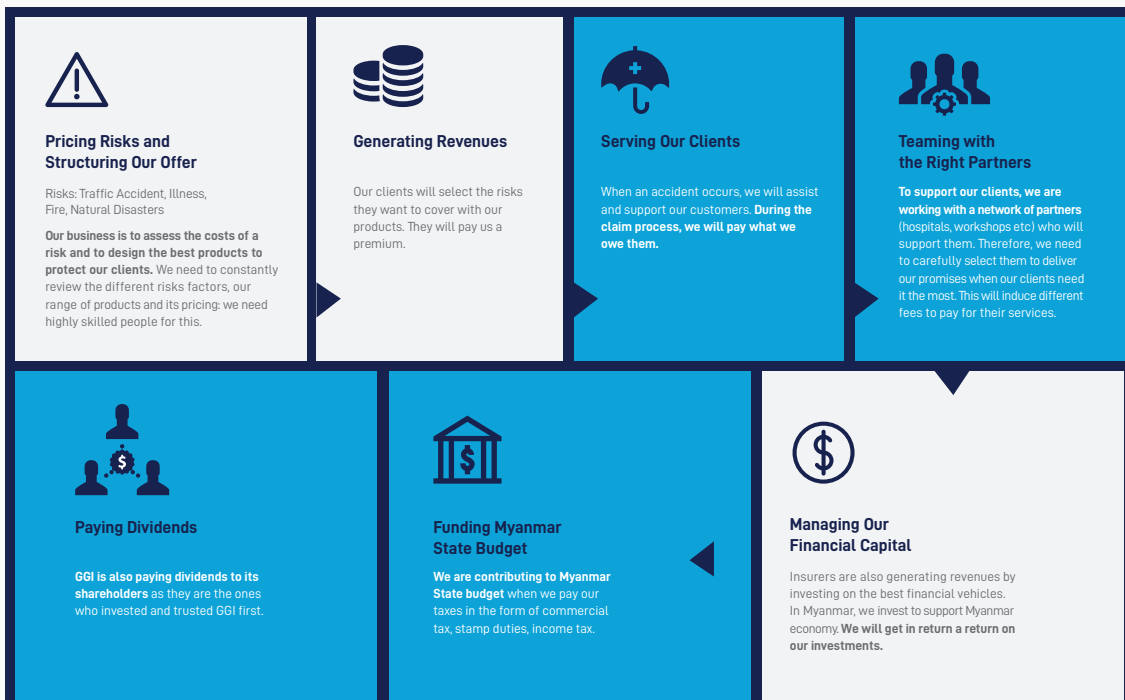 Pricing Risks and
Structuring Our Offer
Risks: Traffic Accident, Illness,
Fire, Natural Disasters
Our business is to assess the costs of a
risk and to design the best products to
protect our clients. We need to constantly
review the different risks factors, our
range of products and its pricing: we need
highly skilled people for this.
Generating Revenues
Our clients will select the risks
they want to cover with our
products. They will pay us a
premium.
Serving Our Clients
When an accident occurs, we will assist
and support our customers. During the
claim process, we will pay what we
owe them.
Teaming with
the Right Partners
To support our clients, we are
working with a network of partners
(hospitals, workshops etc) who will
support them. Therefore, we need
to carefully select them to deliver
our promises when our clients need
it the most. This will induce different
fees to pay for their services.
$
Paying Dividends
GGI is also paying dividends to its
shareholders as they are the ones
who invested and trusted GGI first.
$
Funding Myanmar
State Budget
We are contributing to Myanmar
State budget when we pay our
taxes in the form of commercial
tax, stamp duties, income tax.
$
Managing Our
Financial Capital
Insurers are also generating revenues by
investing on the best financial vehicles.
In Myanmar, we invest to support Myanmar
economy. We will get in return a return on
our investments.